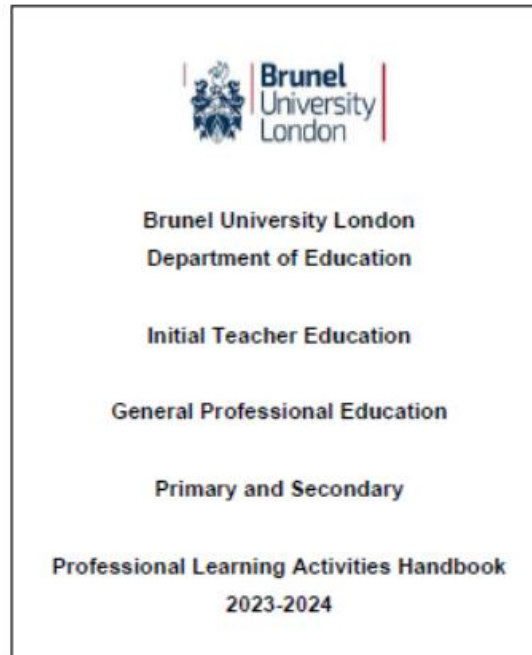 Brunel
University
London
Brunel University London
Department of Education
Initial Teacher Education
General Professional Education
Primary and Secondary
Professional Learning Activities Handbook
2023-2024